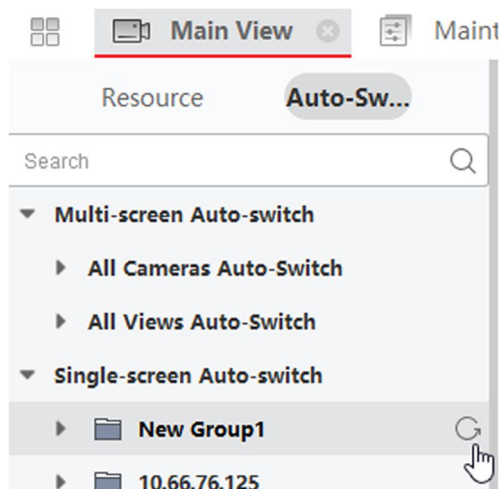 Main View Maint
Resource Auto-Sw...
Search
Multi-screen Auto-switch
All Cameras Auto-Switch
All Views Auto-Switch
Single-screen Auto-switch
New Group1
10.66.76.125